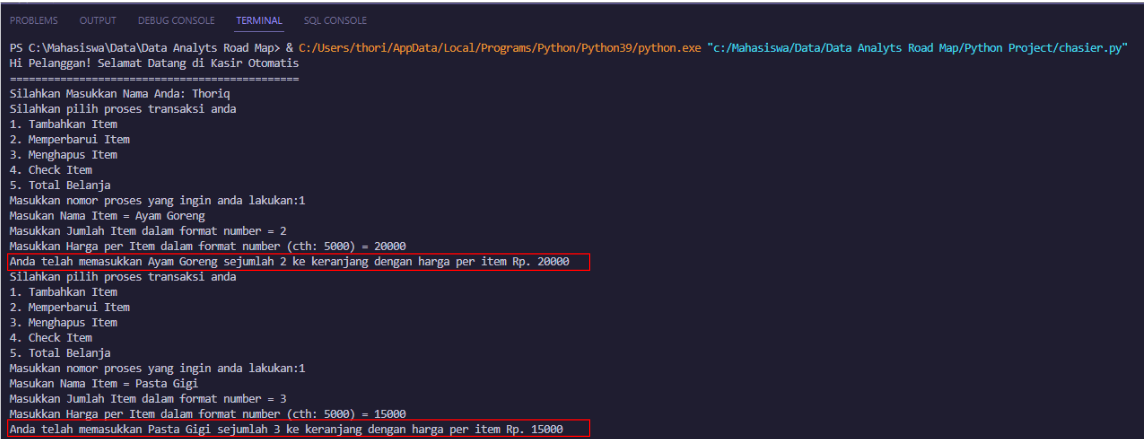 PROBLEMS OUTPUT DEBUG CONSOLE TERMINAL SQL CONSOLE
PS C:\Mahasiswa\Data\Data Analyts Road Map> & C:/Users/thori/AppData/Local/Programs/Python/Python39/python.exe "c:/Mahasiswa/Data/Data Analyts Road Map/Python Project/chasier.py"
Hi Pelanggan! Selamat Datang di Kasir Otomatis
==============================================
Silahkan Masukkan Nama Anda: Thoriq
Silahkan pilih proses transaksi anda
1. Tambahkan Item
2. Memperbarui Item
3. Menghapus Item
4. Check Item
5. Total Belanja
Masukkan nomor proses yang ingin anda lakukan:1
Masukan Nama Item = Ayam Goreng
Masukkan Jumlah Item dalam format number = 2
Masukkan Harga per Item dalam format number (cth: 5000) = 20000
Anda telah memasukkan Ayam Goreng sejumlah 2 ke keranjang dengan harga per item Rp. 20000
Silahkan pilih proses transaksi anda
1. Tambahkan Item
2. Memperbarui Item
3. Menghapus Item
4. Check Item
5. Total Belanja
Masukkan nomor proses yang ingin anda lakukan:1
Masukan Nama Item = Pasta Gigi
Masukkan Jumlah Item dalam format number = 3
Masukkan Harga per Item dalam format number (cth: 5000) = 15000
Anda telah memasukkan Pasta Gigi sejumlah 3 ke keranjang dengan harga per item Rp. 15000